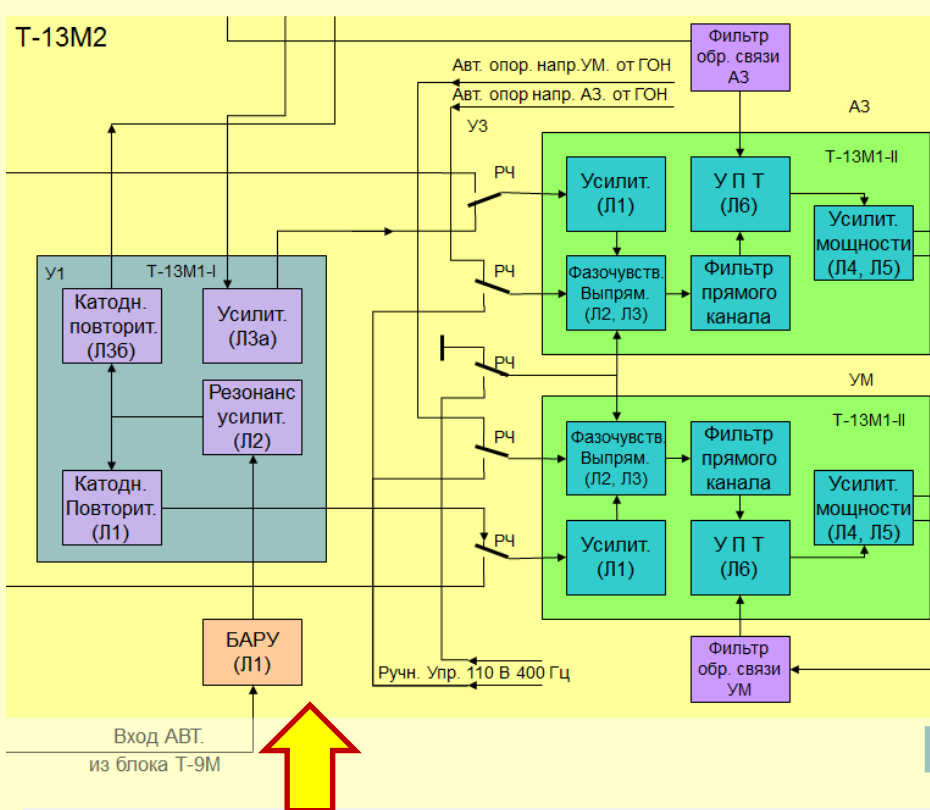 Т-13М2
Фильтр
обр. связи
АЗ
Авт. опор. напр.УМ. от ГОН
Авт. опор напр. АЗ. от ГОН
У3
АЗ
Т-13М1-II
РЧ
Усилит.
(Л1)
У П Т
(Л6)
Усилит.
мощности
(Л4, Л5)
У1
Т-13М1-I
Катодн.
повторит.
(Л3б)
Усилит.
(Л3а)
РЧ
Фазочувств.
Выпрям.
(Л2, Л3)
Фильтр
прямого
канала
РЧ
УМ
Резонанс
усилит.
(Л2)
Т-13М1-II
РЧ
Фазочувств.
Выпрям.
(Л2, Л3)
Фильтр
прямого
канала
Катодн.
Повторит.
(Л1)
Усилит.
мощности
(Л4, Л5)
РЧ
Усилит.
(Л1)
У П Т
(Л6)
БАРУ
(Л1)
Ручн. Упр. 110 В 400 Гц
Фильтр
обр. связи
УМ
Вход АВТ.
из блока Т-9М